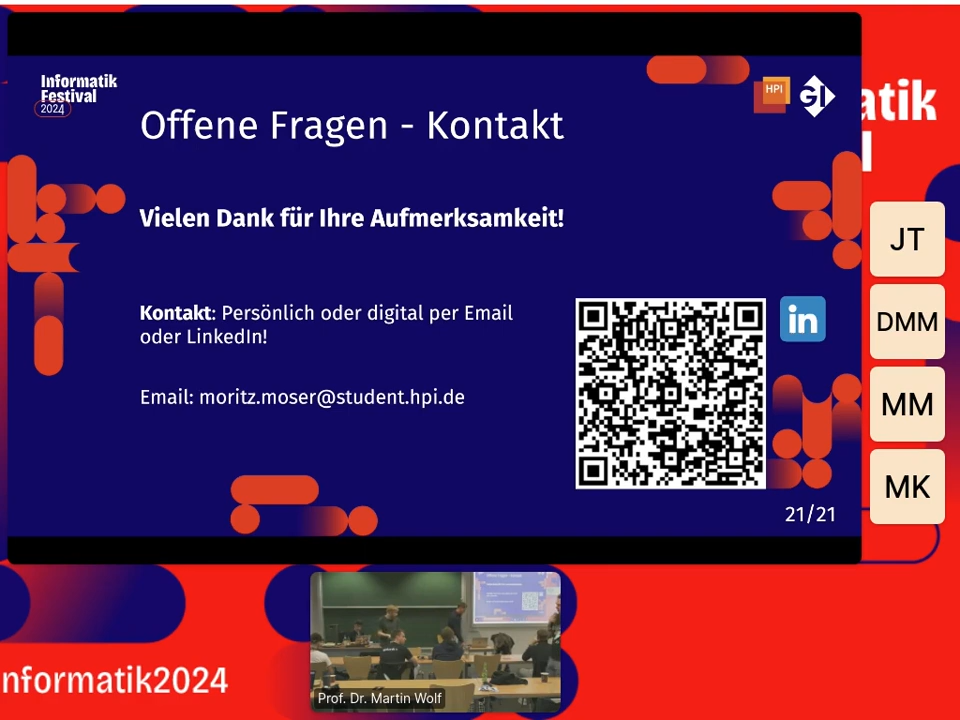 Informatik
Festival
2024
HPI
GI
Offene Fragen - Kontakt
Vielen Dank für Ihre Aufmerksamkeit!
Kontakt: Persönlich oder digital per Email
oder LinkedIn!
Email: moritz.moser@student.hpi.de
in
21/21
atik
JT
DMM
MM
MK
nformatik2024
Prof. Dr. Martin Wolf